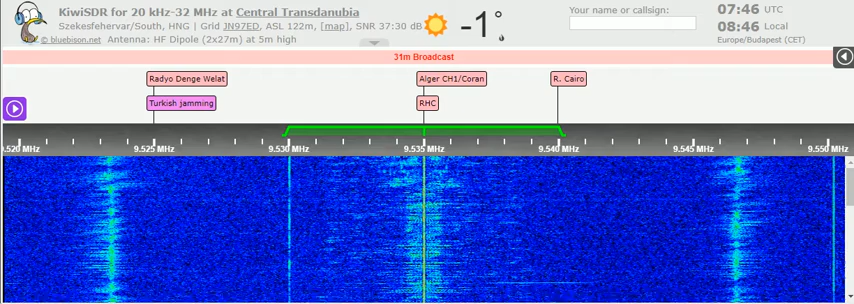 KiwiSDR for 20 kHz-32 MHz at Central Transdanubia
Szekesfehervar/South, HNG | Grid JN97ED, ASL 122m, [map], SNR 37:30 dB
© bluebison.net Antenna: HF Dipole (2x27m) at 5m high
-1°
Your name or callsign:
07:46 UTC
08:46 Local
Europe/Budapest (CET)
31m Broadcast
Radyo Denge Welat
Alger CH1/Coran
R. Cairo
Turkish jamming
RHC
9.520 MHz 9.525 MHz 9.530 MHz 9.535 MHz 9.540 MHz 9.545 MHz 9.550 MHz